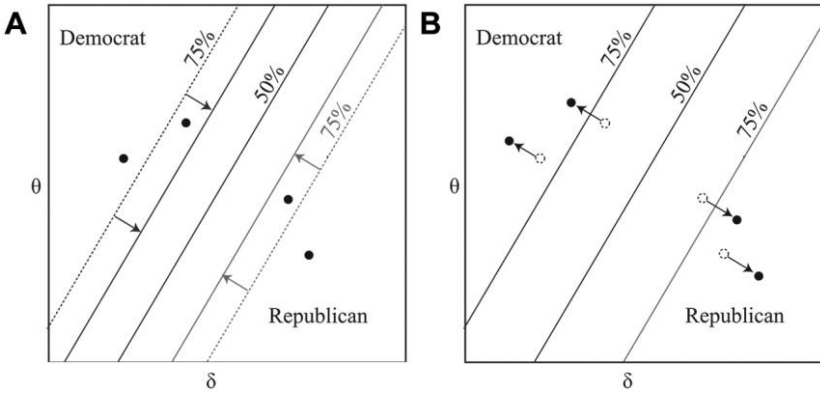 A
Democrat
75%
50%
75%
θ
Republican
δ
B
Democrat
75%
50%
75%
θ
Republican
δ